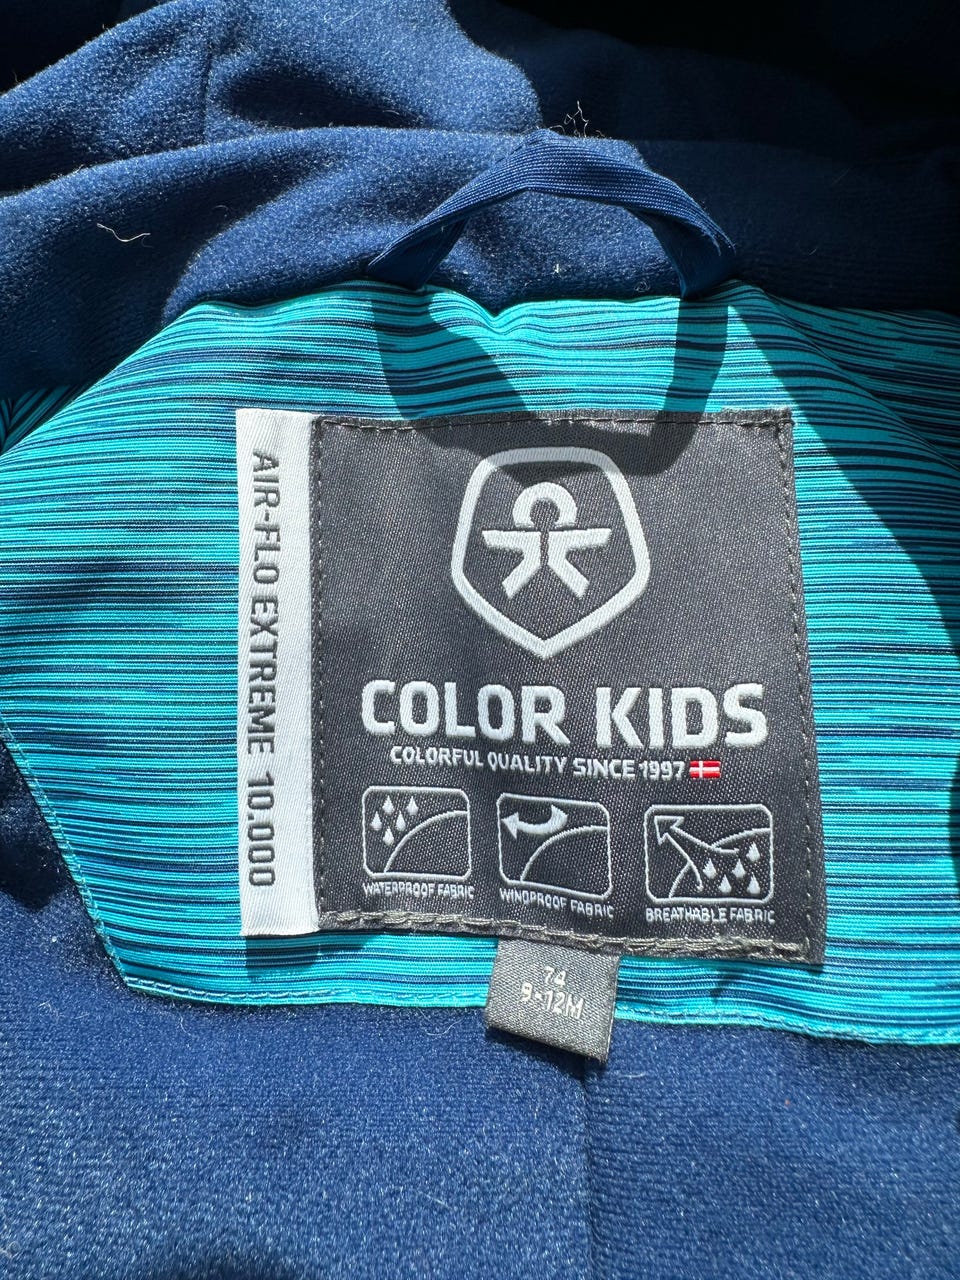 AIR-FLO EXTREME 10.000
COLOR KIDS
COLORFUL QUALITY SINCE 1997
WATERPROOF FABRIC
WINDPROOF FABRIC
BREATHABLE FABRIC
74
9-12M